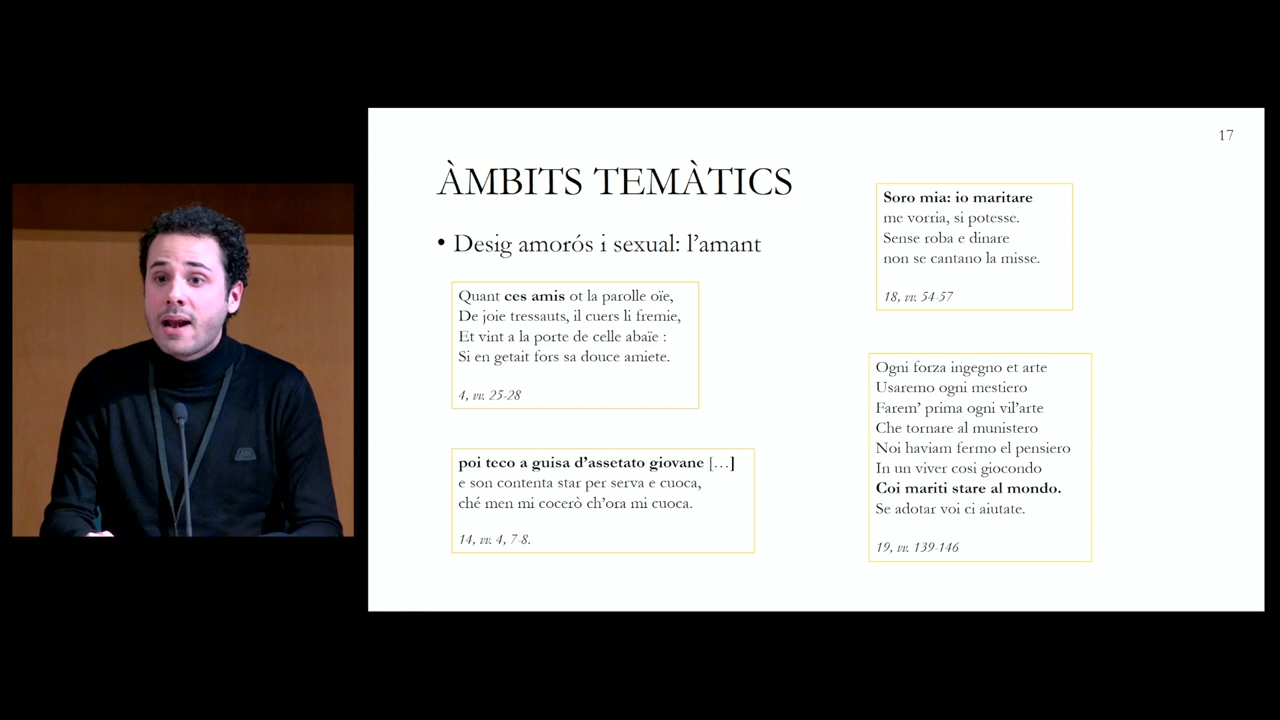 17
ÀMBITS TEMÀTICS
• Desig amorós i sexual: l’amant
Quant ces amis ot la parolle oïe,
De joie tressauts, il cuers li fremie,
Et vint a la porte de celle abaïe :
Si en getait fors sa douce amiete.
4, vv. 25-28
poi teco a guisa d’assetato giovane […]
e son contenta star per serva e cuoca,
ché men mi cocerò ch’ora mi cuoca.
14, vv. 4, 7-8.
Soro mia: io maritare
me vorria, si potesse.
Sense roba e dinare
non se cantano la misse.
18, vv. 54-57
Ogni forza ingegno et arte
Usaremo ogni mestiero
Farem’ prima ogni vil’arte
Che tornare al munistero
Noi haviam fermo el pensiero
In un viver cosi giocondo
Coi mariti stare al mondo.
Se adotar voi ci aiutate.
19, vv. 139-146